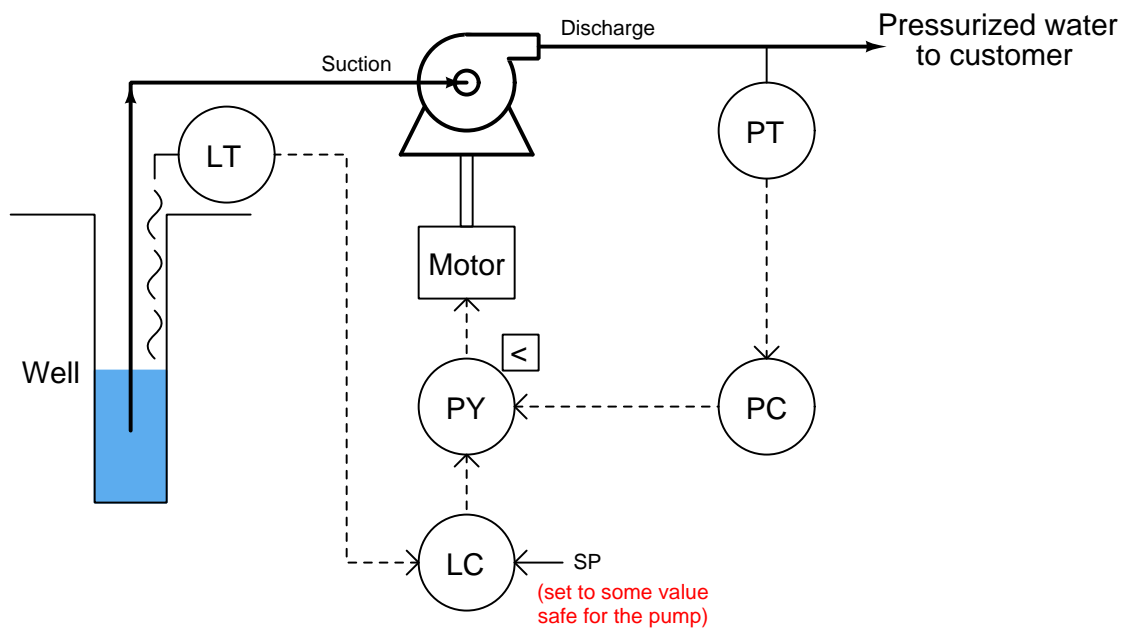 Pressurized water
to customer
Discharge
Suction
LT
PT
Motor
<
Well
PY
PC
LC
SP
(set to some value
safe for the pump)